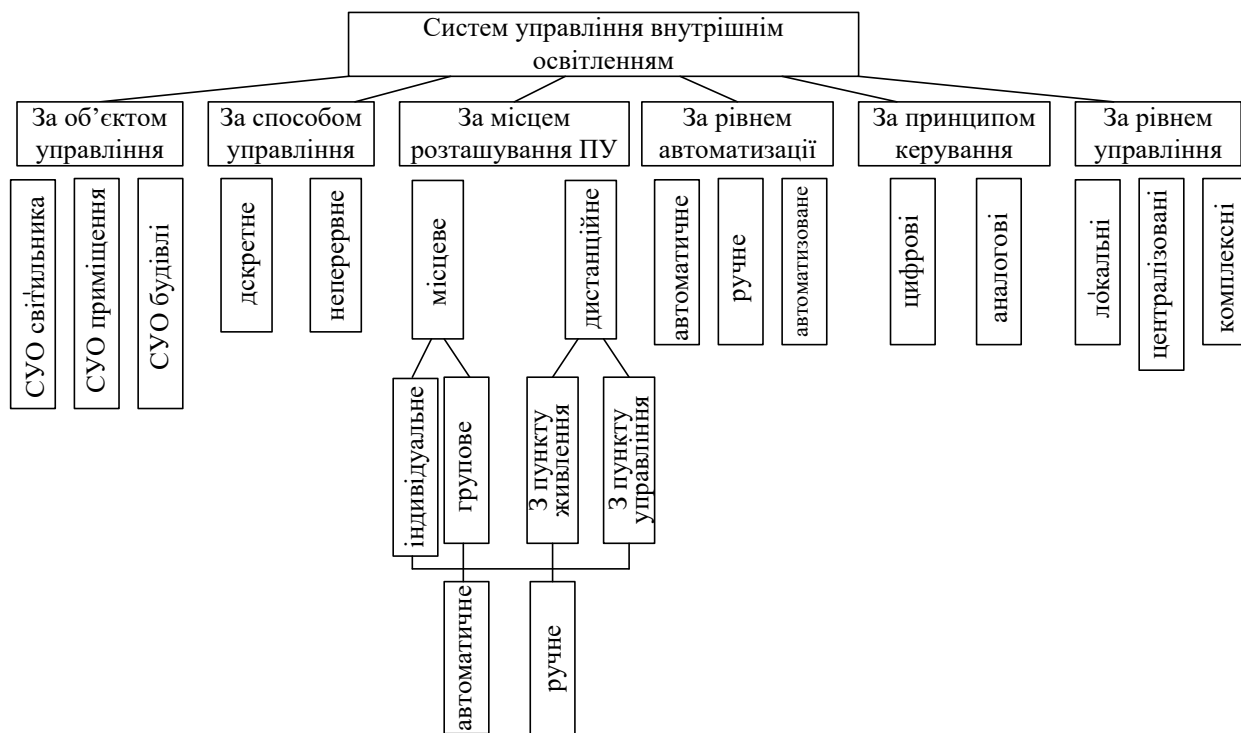 Систем управління внутрішнім
освітленням
За об’єктом
управління
За способом
управління
За місцем
розташування ПУ
За рівнем
автоматизації
За принципом
керування
За рівнем
управління
СУО світильника
СУО приміщення
СУО будівлі
дскретне
неперервне
місцеве
дистанційне
автоматичне
ручне
автоматизоване
цифрові
аналогові
локальні
централізовані
комплексні
індивідуальне
групове
З пункту
живлення
З пункту
управління
автоматичне
ручне